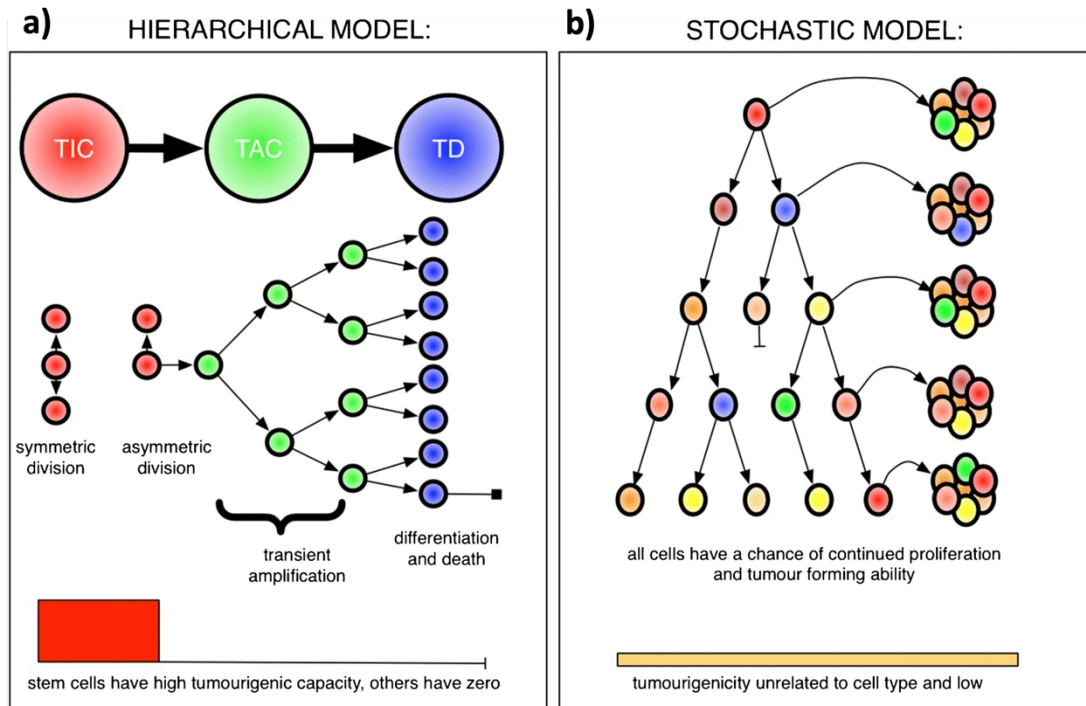 a)
HIERARCHICAL MODEL:
TIC
TAC
TD
symmetric
division
asymmetric
division
transient
amplification
differentiation
and death
stem cells have high tumourigenic capacity, others have zero
b)
STOCHASTIC MODEL:
all cells have a chance of continued proliferation
and tumour forming ability
tumourigenicity unrelated to cell type and low